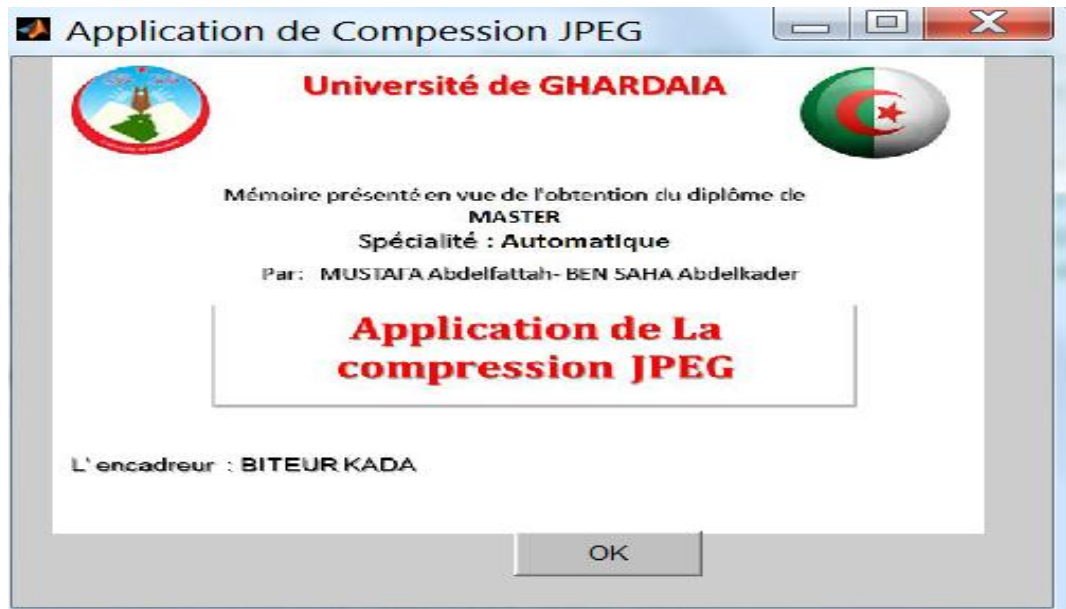 Application de Compession JPEG
Université de GHARDAIA
Mémoire présenté en vue de l'obtention du diplôme de
MASTER
Spécialité : Automatique
Par: MUSTAFA Abdelfattah- BEN SAHA Abdelkader
Application de La
compression JPEG
L'encadreur : BITEUR KADA
OK